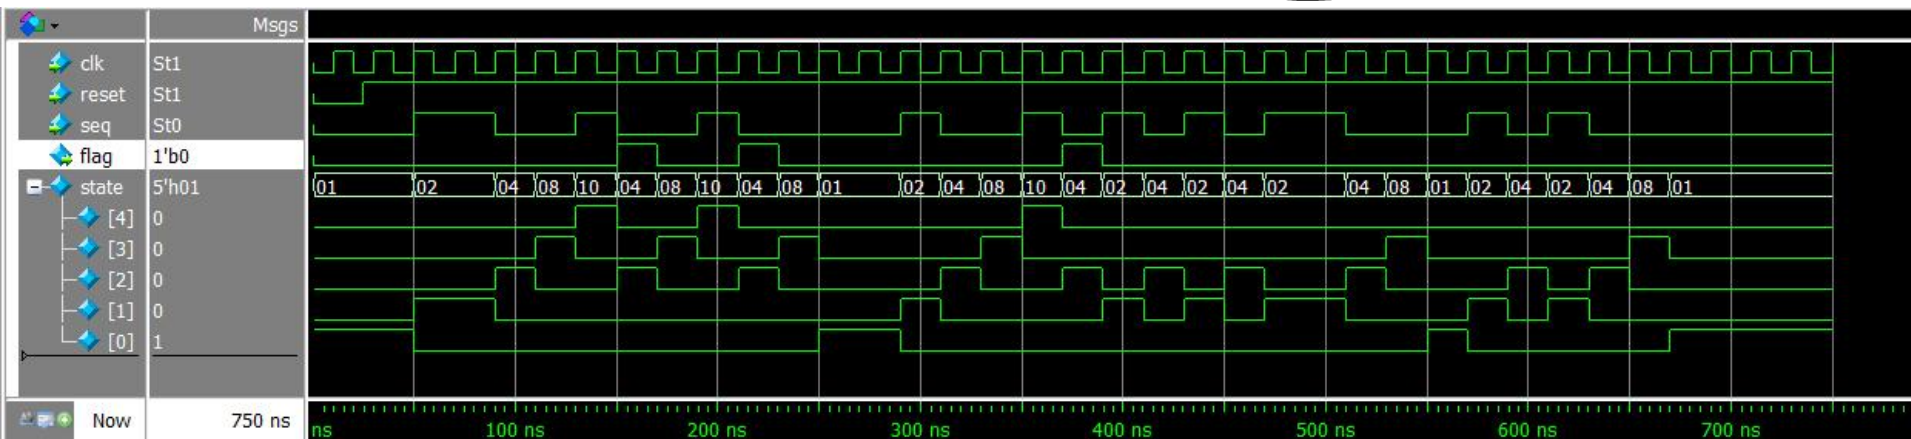 Msgs
clk St1
reset St1
seq St0
flag 1'b0
state 5'h01 01 02 04 08 10 04 08 10 04 08 01 02 04 08 10 04 02 04 02 04 02 04 08 01 02 04 02 04 08 01
[4] 0
[3] 0
[2] 0
[1] 0
[0] 1
Now 750 ns ns 100 ns 200 ns 300 ns 400 ns 500 ns 600 ns 700 ns